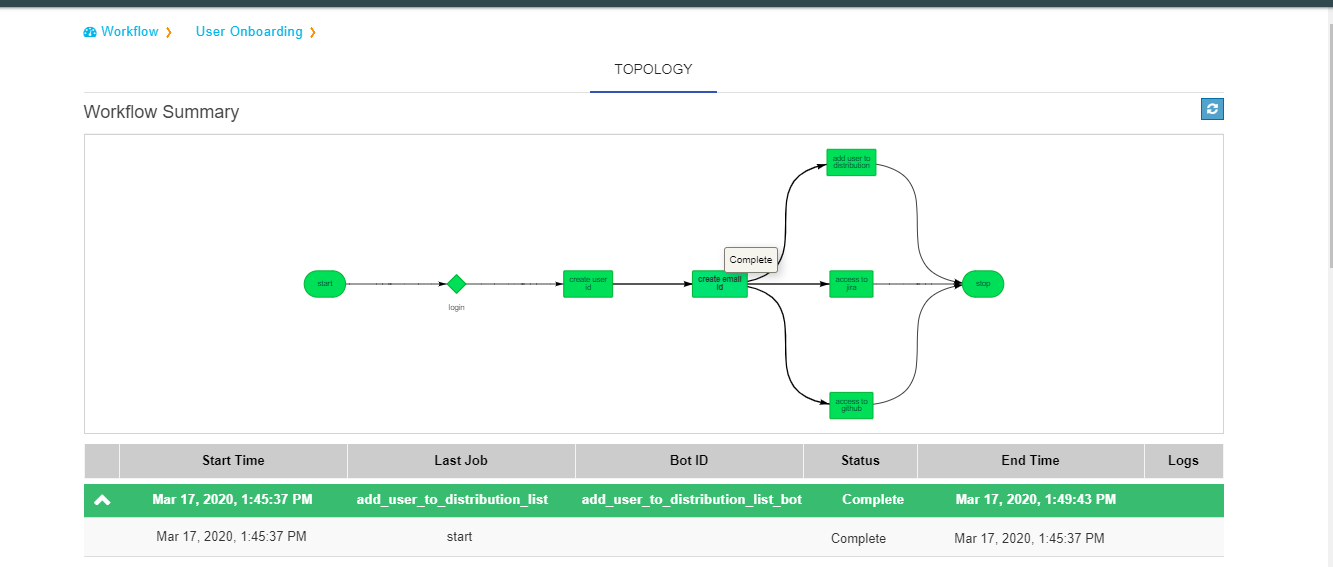 Workflow User Onboarding
TOPOLOGY
Workflow Summary
add user to
distribution
Complete
start
login
create user
id
create email
id
access to
jira
stop
access to
github
Start Time Last Job Bot ID Status End Time Logs
Mar 17, 2020, 1:45:37 PM add_user_to_distribution_list add_user_to_distribution_list_bot Complete Mar 17, 2020, 1:49:43 PM
Mar 17, 2020, 1:45:37 PM start Complete Mar 17, 2020, 1:45:37 PM